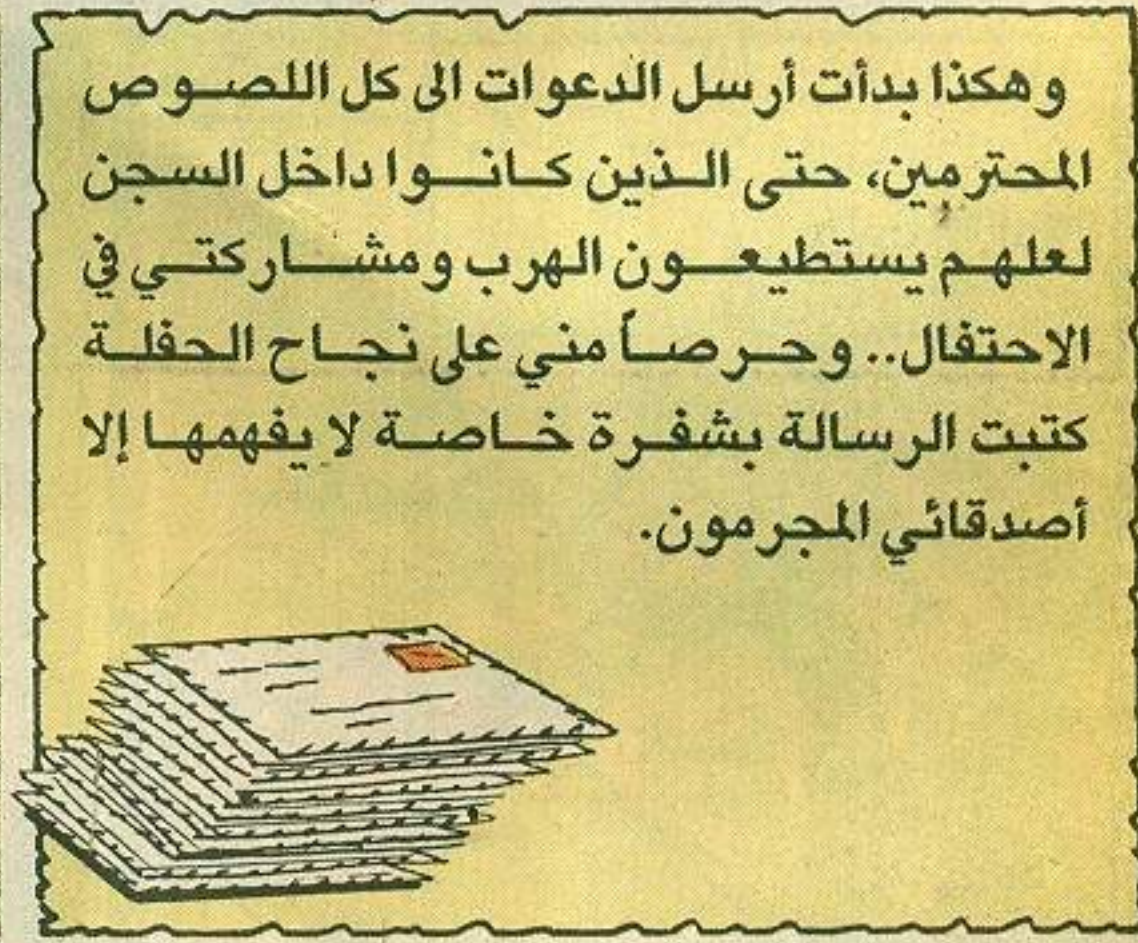 وهكذا بدأت أرسل الدعوات الى كل اللصوص
المحترمين، حتى الذين كانوا داخل السجن
لعلهم يستطيعون الهرب ومشاركتي في
الاحتفال.. وحرصاً مني على نجاح الحفلة
كتبت الرسالة بشفرة خاصة لا يفهمها إلا
أصدقائي المجرمون.